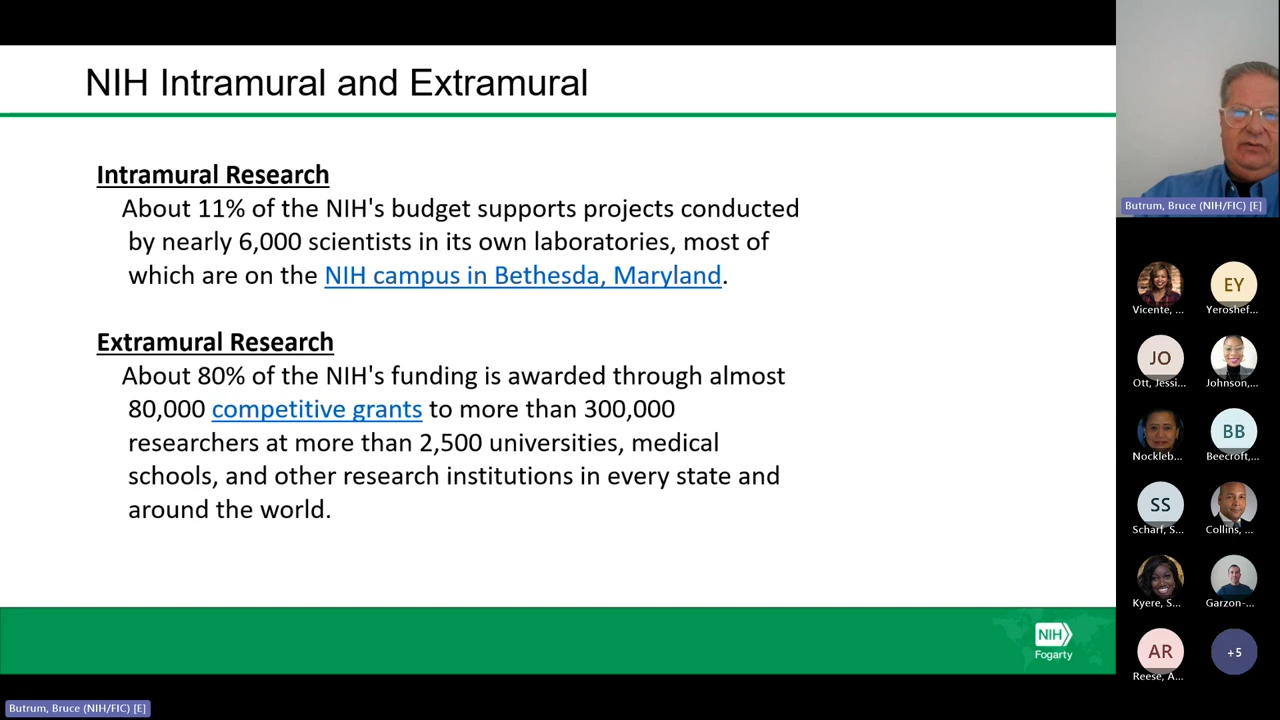 NIH Intramural and Extramural
Intramural Research
About 11% of the NIH's budget supports projects conducted
by nearly 6,000 scientists in its own laboratories, most of
which are on the NIH campus in Bethesda, Maryland.
Extramural Research
About 80% of the NIH's funding is awarded through almost
80,000 competitive grants to more than 300,000
researchers at more than 2,500 universities, medical
schools, and other research institutions in every state and
around the world.
NIH
Fogarty
Butrum, Bruce (NIH/FIC) [E]
Butrum, Bruce (NIH/FIC) [E]
Vicente, ...
EY
Yeroshef...
JO
Ott, Jessi...
Johnson,...
Nockleb...
BB
Beecroft,...
SS
Scharf, S...
Collins, ...
Kyere, S...
Garzon-...
AR
Reese, A...
+5